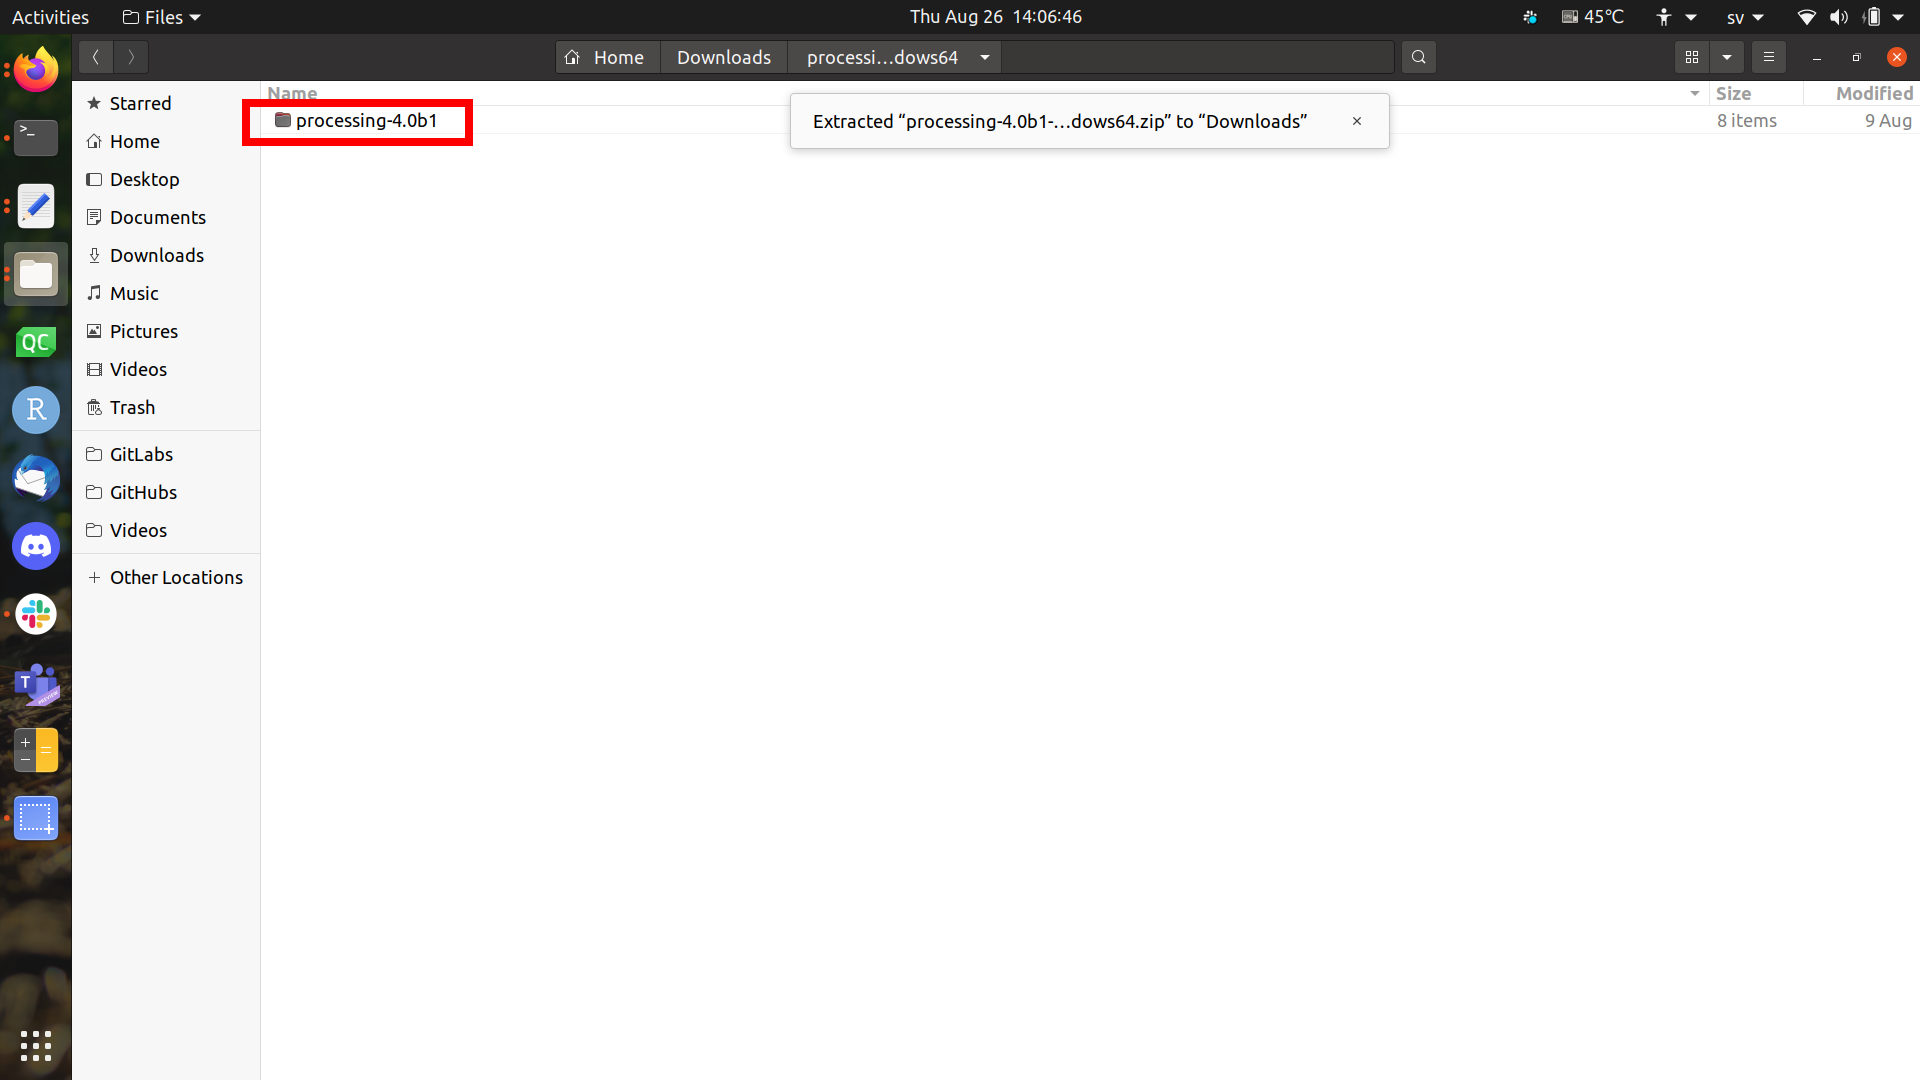 Activities Files Thu Aug 26 14:06:46 45°C sv
Home Downloads processi...dows64
Name Size Modified
processing-4.0b1 8 items 9 Aug
Extracted “processing-4.0b1-...dows64.zip” to “Downloads”
Starred
Home
Desktop
Documents
Downloads
Music
Pictures
Videos
Trash
GitLabs
GitHubs
Videos
Other Locations
QC
R
T
PREVIEW